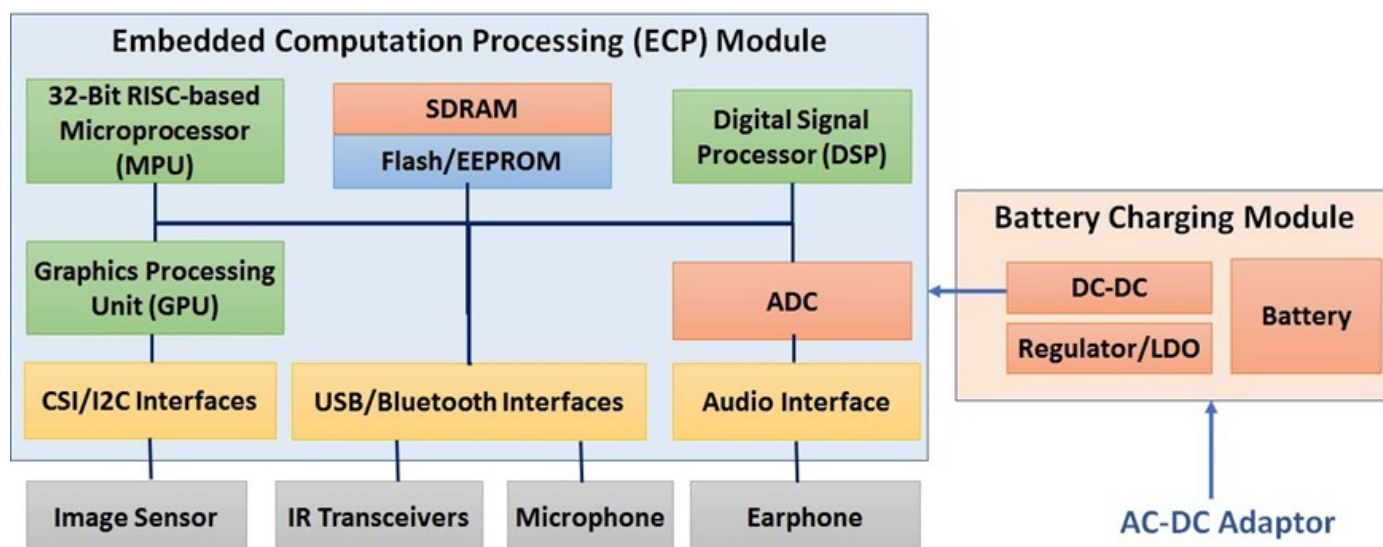 Embedded Computation Processing (ECP) Module
32-Bit RISC-based
Microprocessor
(MPU)
SDRAM
Flash/EEPROM
Digital Signal
Processor (DSP)
Graphics Processing
Unit (GPU)
ADC
CSI/I2C Interfaces
USB/Bluetooth Interfaces
Audio Interface
Image Sensor
IR Transceivers
Microphone
Earphone
Battery Charging Module
DC-DC
Regulator/LDO
Battery
AC-DC Adaptor